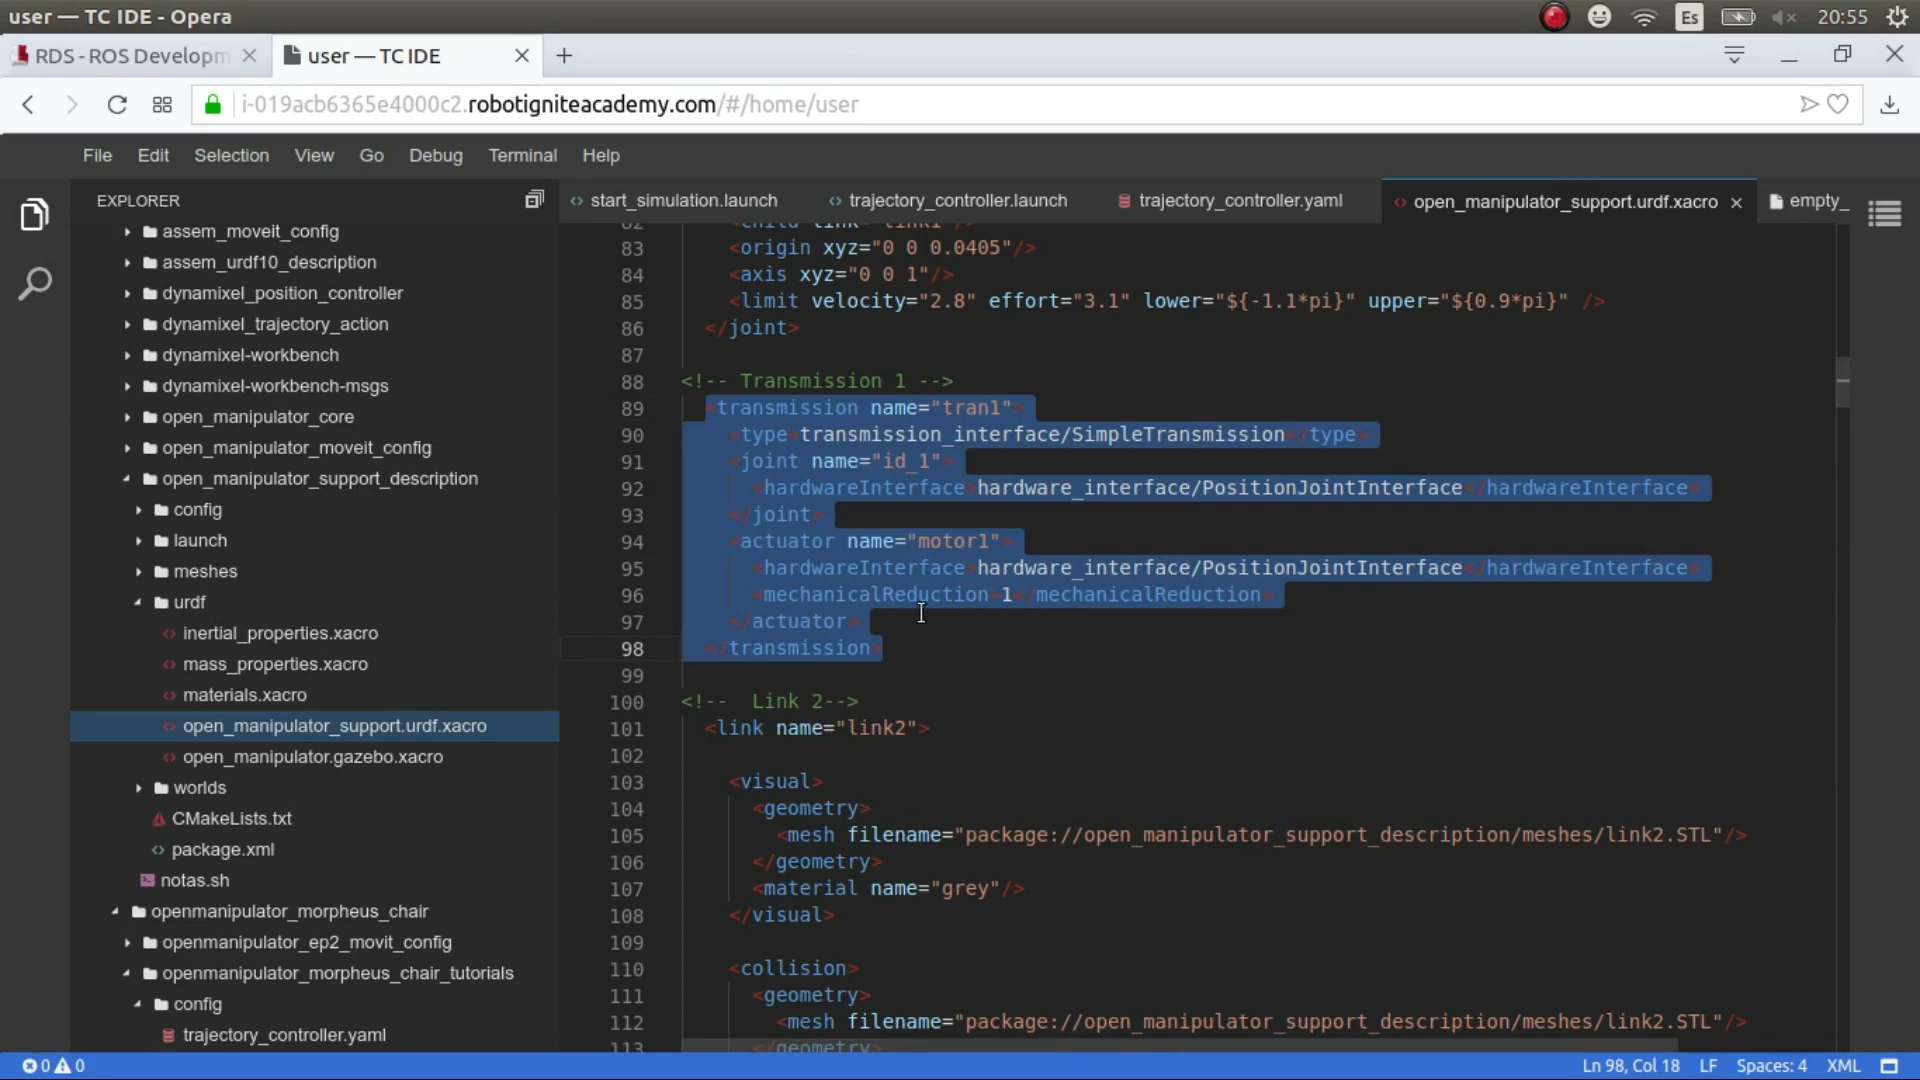 user — TC IDE - Opera
Es
20:55
RDS - ROS Developm
user — TC IDE
i-019acb6365e4000c2.robotigniteacademy.com/#/home/user
File Edit Selection View Go Debug Terminal Help
EXPLORER
assem_moveit_config
assem_urdf10_description
dynamixel_position_controller
dynamixel_trajectory_action
dynamixel-workbench
dynamixel-workbench-msgs
open_manipulator_core
open_manipulator_moveit_config
open_manipulator_support_description
config
launch
meshes
urdf
inertial_properties.xacro
mass_properties.xacro
materials.xacro
open_manipulator_support.urdf.xacro
open_manipulator.gazebo.xacro
worlds
CMakeLists.txt
package.xml
notas.sh
openmanipulator_morpheus_chair
openmanipulator_ep2_movit_config
openmanipulator_morpheus_chair_tutorials
config
trajectory_controller.yaml
start_simulation.launch
trajectory_controller.launch
trajectory_controller.yaml
open_manipulator_support.urdf.xacro
empty_
82 <child link="link1"/>
83 <origin xyz="0 0 0.0405"/>
84 <axis xyz="0 0 1"/>
85 <limit velocity="2.8" effort="3.1" lower="${-1.1*pi}" upper="${0.9*pi}" />
86 </joint>
87
88 <!-- Transmission 1 -->
89 <transmission name="tran1">
90 <type>transmission_interface/SimpleTransmission</type>
91 <joint name="id_1">
92 <hardwareInterface>hardware_interface/PositionJointInterface</hardwareInterface>
93 </joint>
94 <actuator name="motor1">
95 <hardwareInterface>hardware_interface/PositionJointInterface</hardwareInterface>
96 <mechanicalReduction>1</mechanicalReduction>
97 </actuator>
98 </transmission>
99
100 <!-- Link 2-->
101 <link name="link2">
102
103 <visual>
104 <geometry>
105 <mesh filename="package://open_manipulator_support_description/meshes/link2.STL"/>
106 </geometry>
107 <material name="grey"/>
108 </visual>
109
110 <collision>
111 <geometry>
112 <mesh filename="package://open_manipulator_support_description/meshes/link2.STL"/>
113 </geometry>
0 0
Ln 98, Col 18 LF Spaces: 4 XML